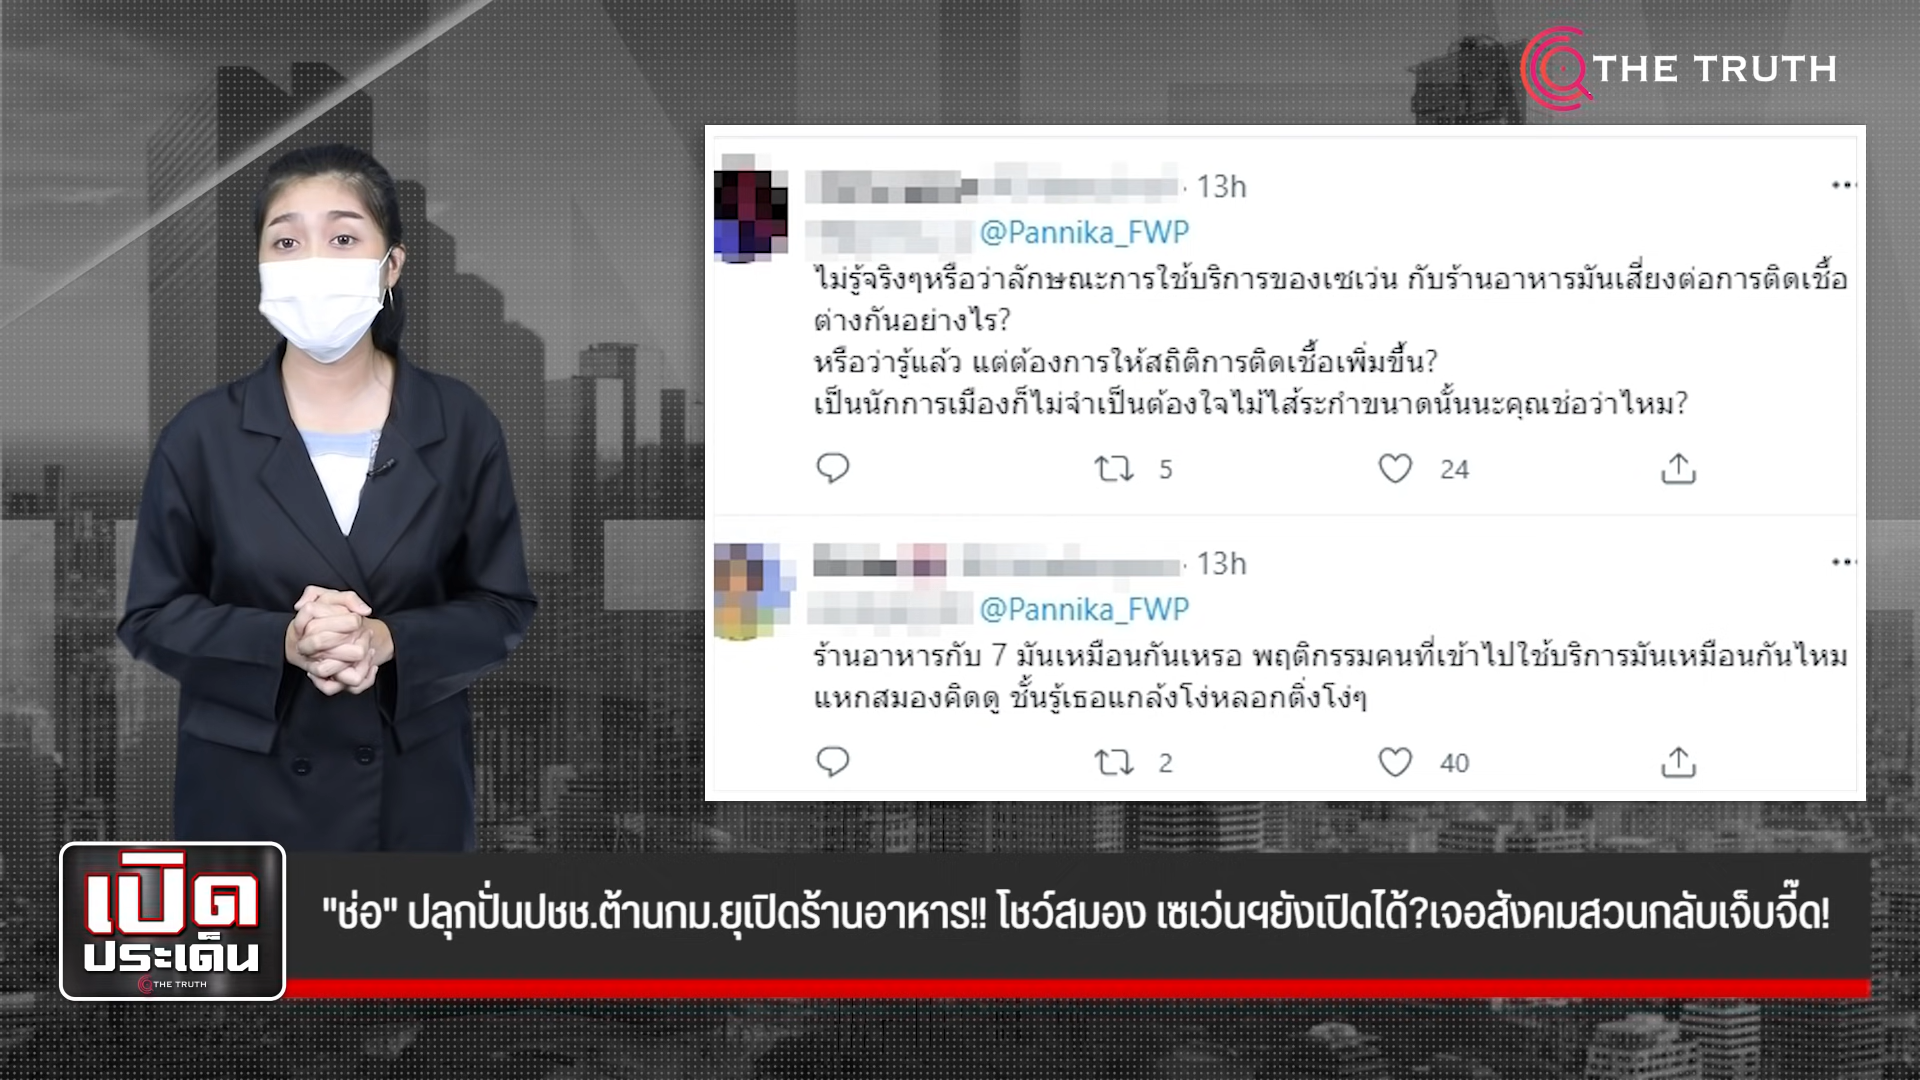 THE TRUTH
· 13h
@Pannika_FWP
ไม่รู้จริงๆหรือว่าลักษณะการใช้บริการของเซเว่น กับร้านอาหารมันเสี่ยงต่อการติดเชื้อ
ต่างกันอย่างไร?
หรือว่ารู้แล้ว แต่ต้องการให้สถิติการติดเชื้อเพิ่มขึ้น?
เป็นนักการเมืองก็ไม่จำเป็นต้องใจไม้ไส้ระกำขนาดนั้นนะคุณช่อว่าไหม?
5 24
· 13h
@Pannika_FWP
ร้านอาหารกับ 7 มันเหมือนกันเหรอ พฤติกรรมคนที่เข้าไปใช้บริการมันเหมือนกันไหม
แหกสมองคิดดู ชั้นรู้เธอแกล้งโง่หลอกติ่งโง่ๆ
2 40
เปิด
ประเด็น
THE TRUTH
"ช่อ" ปลุกปั่นปชช.ต้านกม.ยุเปิดร้านอาหาร!! โชว์สมอง เซเว่นฯยังเปิดได้?เจอสังคมสวนกลับเจ็บจี๊ด!